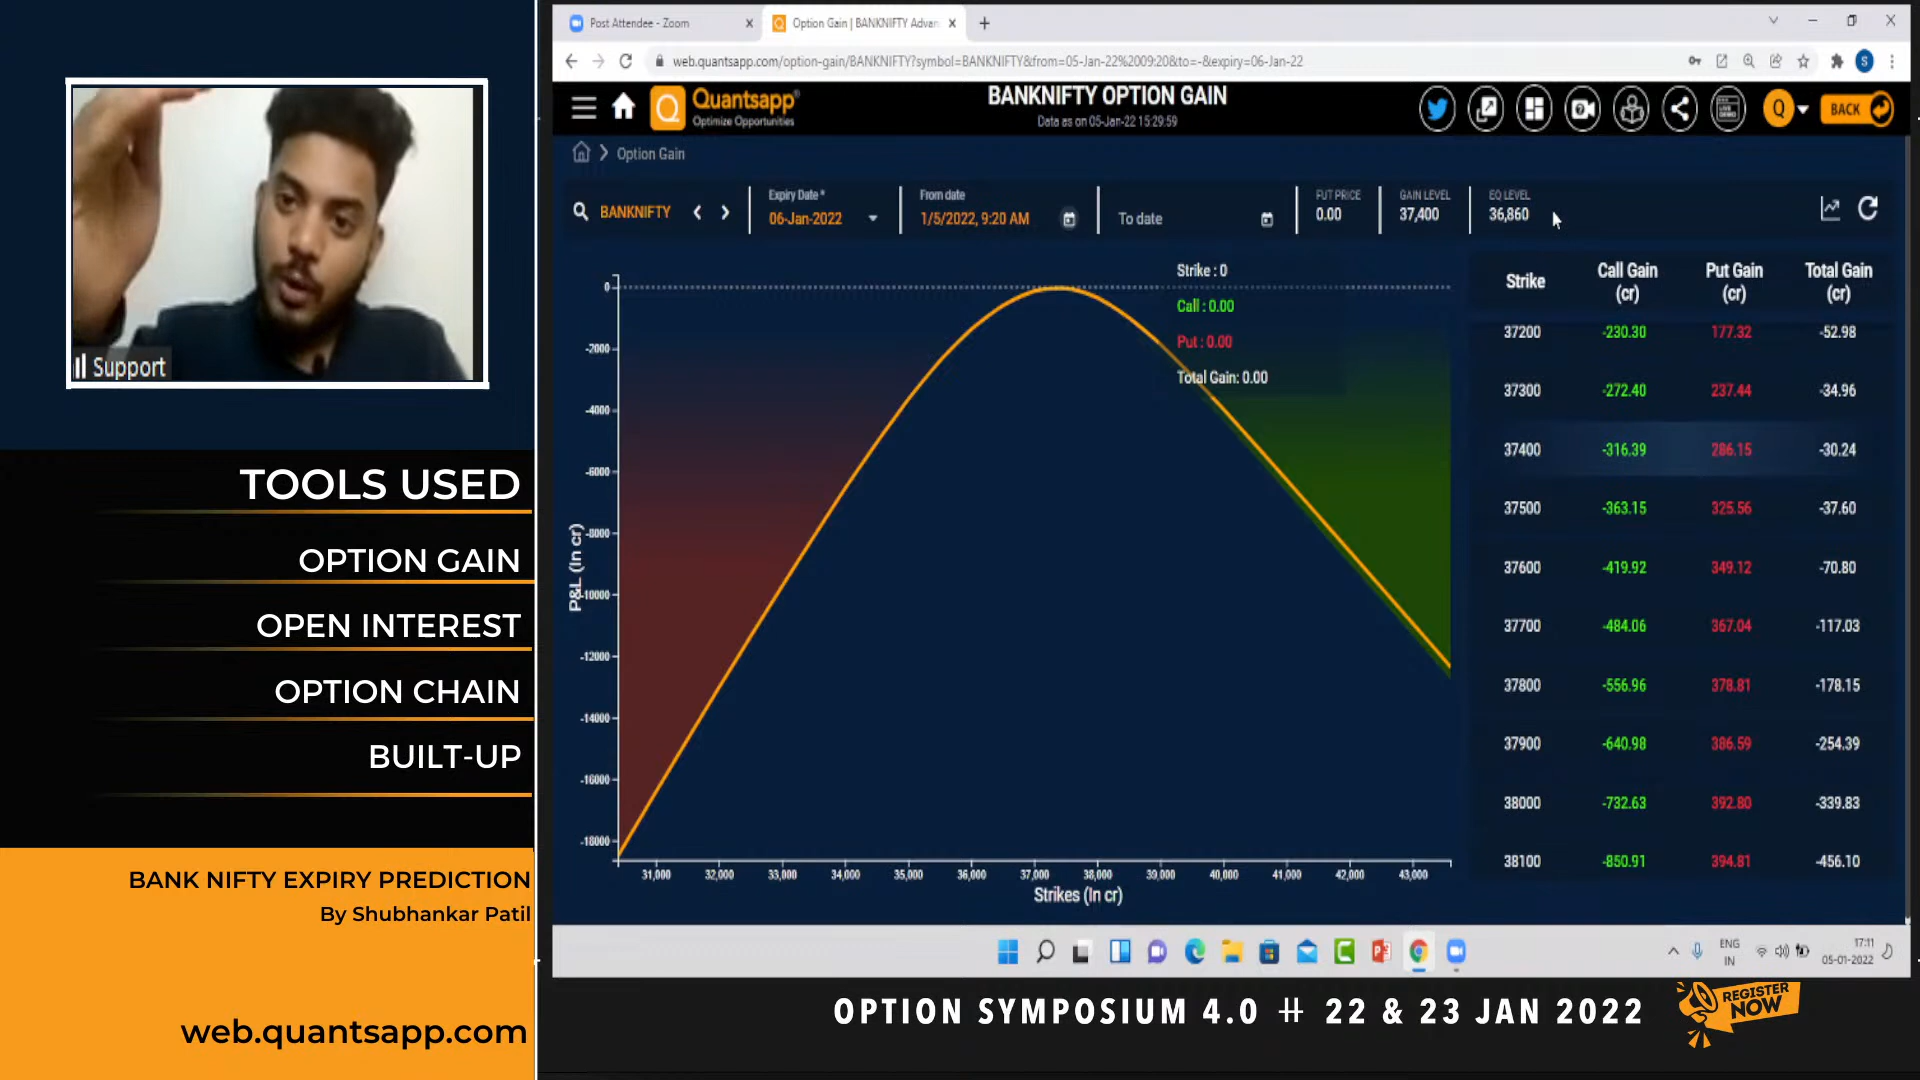 Support
TOOLS USED
OPTION GAIN
OPEN INTEREST
OPTION CHAIN
BUILT-UP
BANK NIFTY EXPIRY PREDICTION
By Shubhankar Patil
web.quantsapp.com
Post Attendee - Zoom
Option Gain | BANKNIFTY Advan
web.quantsapp.com/option-gain/BANKNIFTY?symbol=BANKNIFTY&from=05-Jan-22%2009:20&to=-&expiry=06-Jan-22
S
Quantsapp
Optimize Opportunities
BANKNIFTY OPTION GAIN
Data as on 05-Jan-22 15:29:59
Q
BACK
Option Gain
BANKNIFTY
Expiry Date *
06-Jan-2022
From date
1/5/2022, 9:20 AM
To date
FUT PRICE
0.00
GAIN LEVEL
37,400
EQ LEVEL
36,860
Strike : 0
Call : 0.00
Put : 0.00
Total Gain: 0.00
P&L (In cr)
0
-2000
-4000
-6000
-8000
-10000
-12000
-14000
-16000
-18000
31,000 32,000 33,000 34,000 35,000 36,000 37,000 38,000 39,000 40,000 41,000 42,000 43,000
Strikes (In cr)
Strike Call Gain (cr) Put Gain (cr) Total Gain (cr)
37200 -230.30 177.32 -52.98
37300 -272.40 237.44 -34.96
37400 -316.39 286.15 -30.24
37500 -363.15 325.56 -37.60
37600 -419.92 349.12 -70.80
37700 -484.06 367.04 -117.03
37800 -556.96 378.81 -178.15
37900 -640.98 386.59 -254.39
38000 -732.63 392.80 -339.83
38100 -850.91 394.81 -456.10
ENG
IN
17:11
05-01-2022
OPTION SYMPOSIUM 4.0 # 22 & 23 JAN 2022
REGISTER
NOW